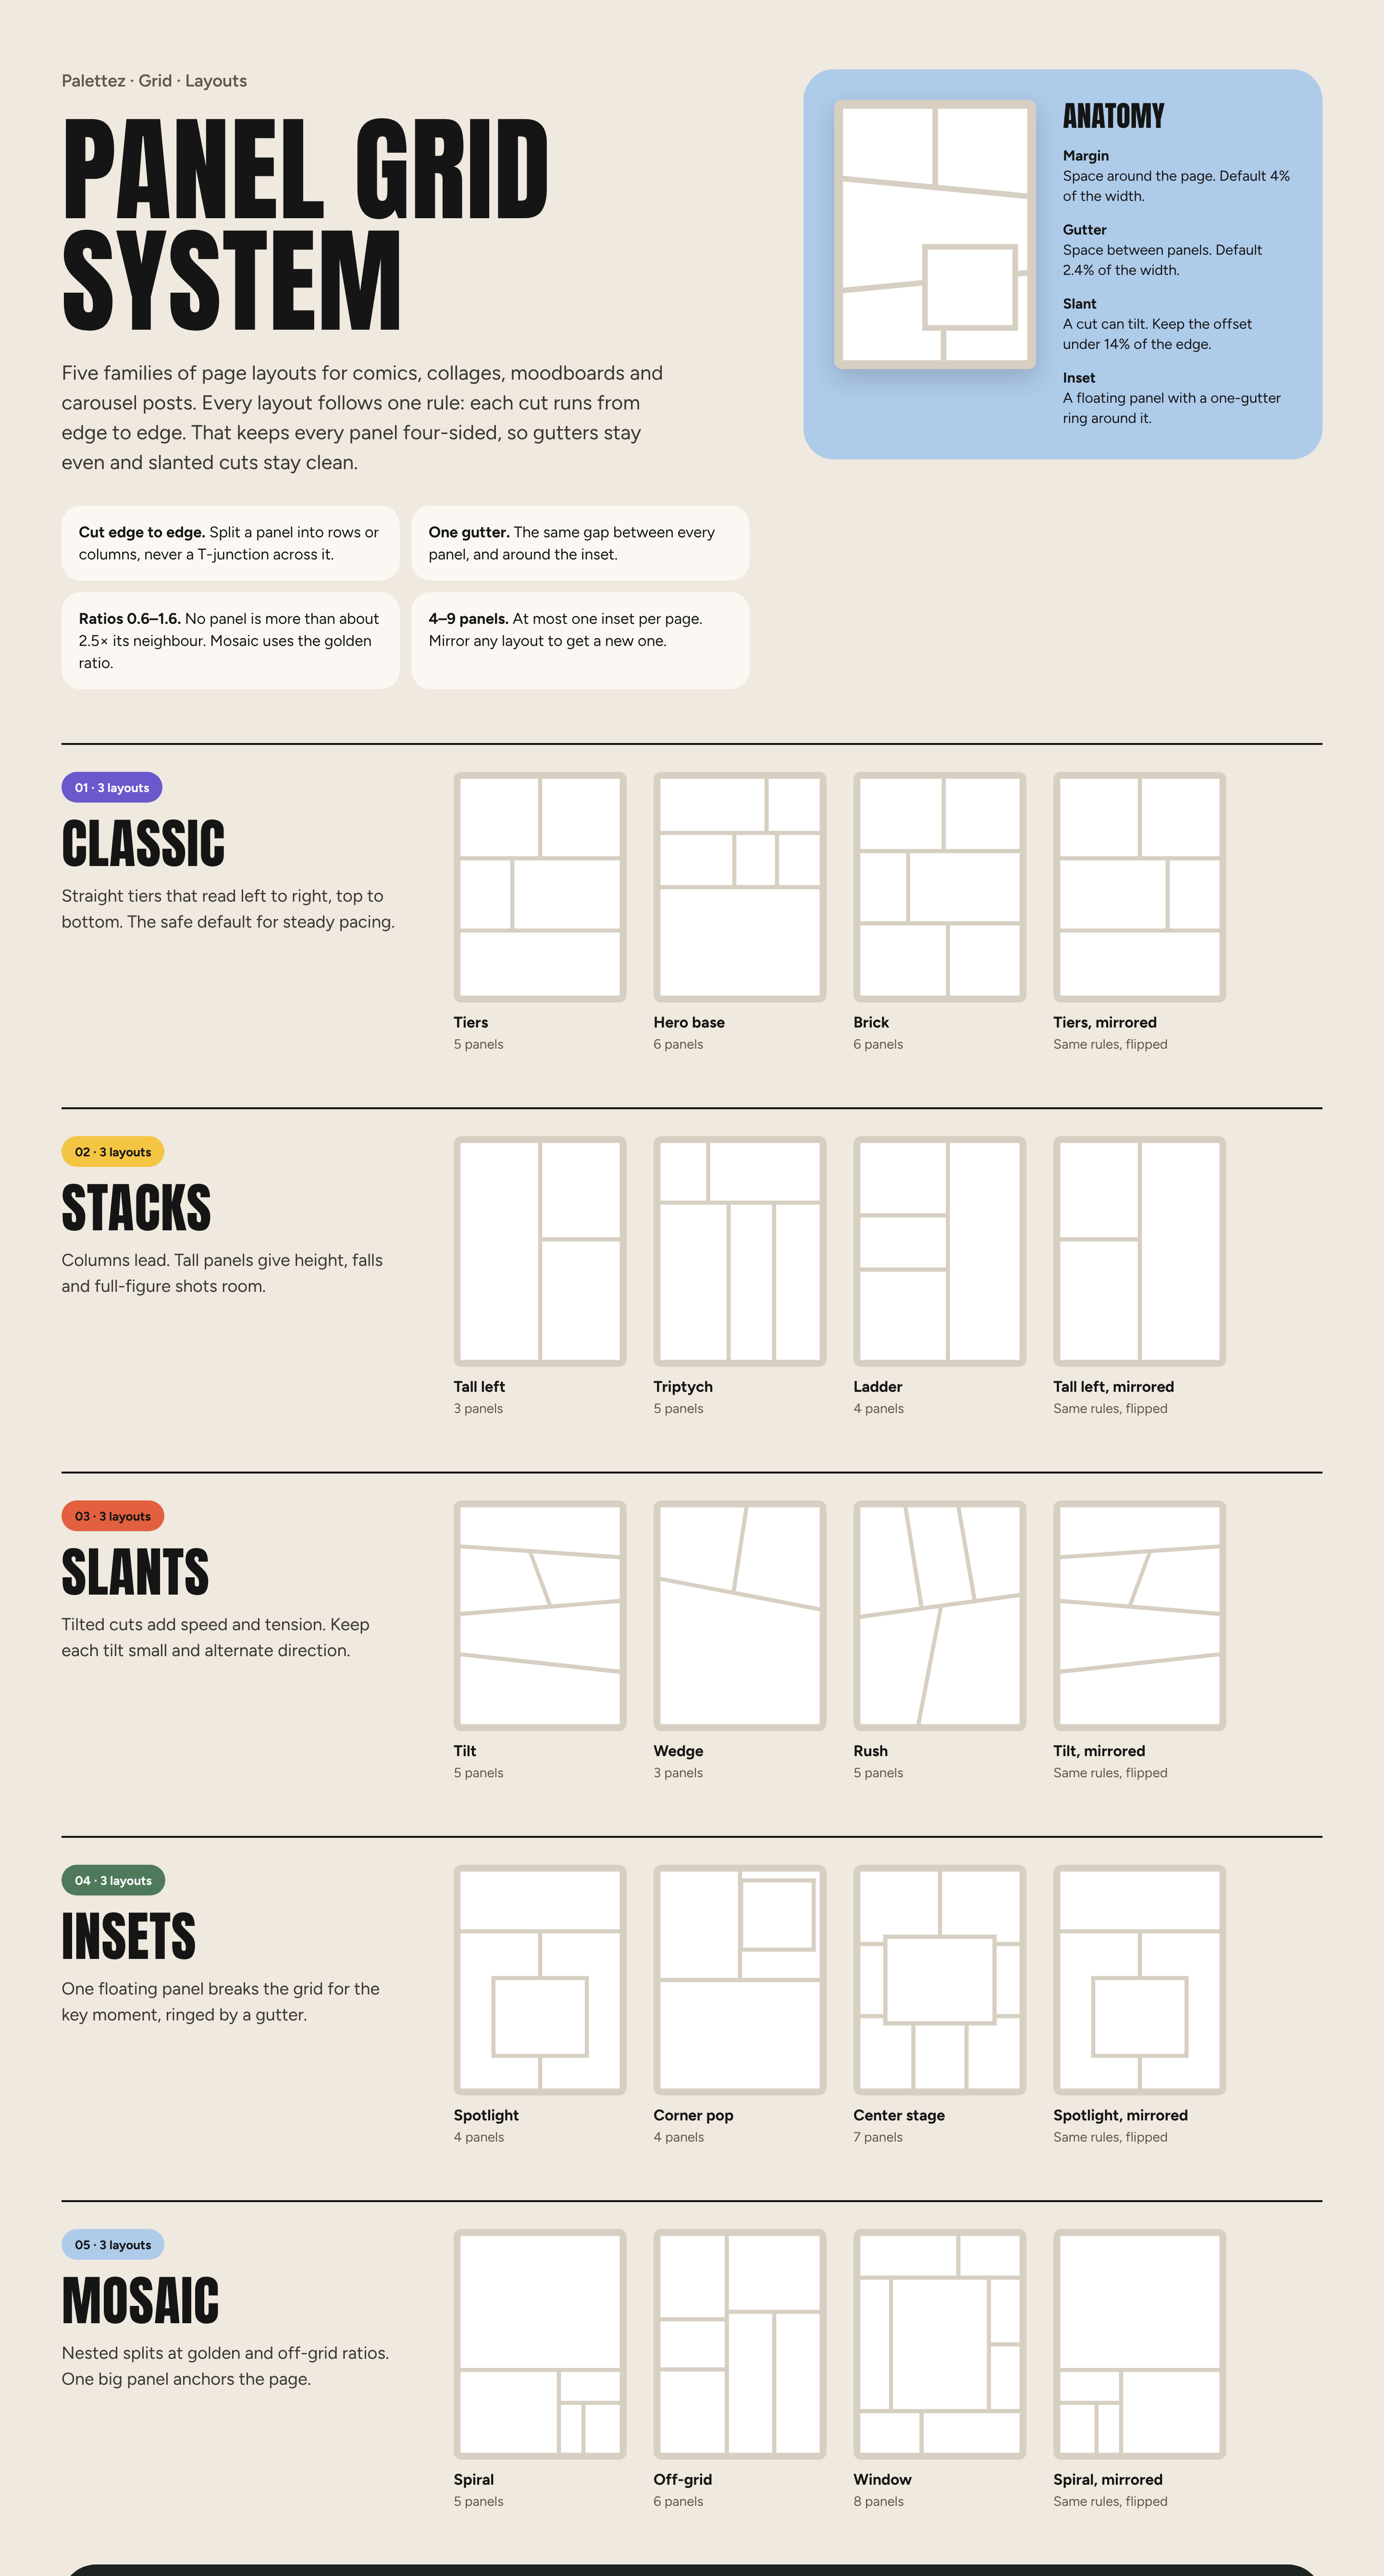 Palettez · Grid · Layouts
PANEL GRID
SYSTEM
Five families of page layouts for comics, collages, moodboards and
carousel posts. Every layout follows one rule: each cut runs from
edge to edge. That keeps every panel four-sided, so gutters stay
even and slanted cuts stay clean.
Cut edge to edge. Split a panel into rows or
columns, never a T-junction across it.
One gutter. The same gap between every
panel, and around the inset.
Ratios 0.6–1.6. No panel is more than about
2.5× its neighbour. Mosaic uses the golden
ratio.
4–9 panels. At most one inset per page.
Mirror any layout to get a new one.
ANATOMY
Margin
Space around the page. Default 4%
of the width.
Gutter
Space between panels. Default
2.4% of the width.
Slant
A cut can tilt. Keep the offset
under 14% of the edge.
Inset
A floating panel with a one-gutter
ring around it.
01 · 3 layouts
CLASSIC
Straight tiers that read left to right, top to
bottom. The safe default for steady pacing.
Tiers
5 panels
Hero base
6 panels
Brick
6 panels
Tiers, mirrored
Same rules, flipped
02 · 3 layouts
STACKS
Columns lead. Tall panels give height, falls
and full-figure shots room.
Tall left
3 panels
Triptych
5 panels
Ladder
4 panels
Tall left, mirrored
Same rules, flipped
03 · 3 layouts
SLANTS
Tilted cuts add speed and tension. Keep
each tilt small and alternate direction.
Tilt
5 panels
Wedge
3 panels
Rush
5 panels
Tilt, mirrored
Same rules, flipped
04 · 3 layouts
INSETS
One floating panel breaks the grid for the
key moment, ringed by a gutter.
Spotlight
4 panels
Corner pop
4 panels
Center stage
7 panels
Spotlight, mirrored
Same rules, flipped
05 · 3 layouts
MOSAIC
Nested splits at golden and off-grid ratios.
One big panel anchors the page.
Spiral
5 panels
Off-grid
6 panels
Window
8 panels
Spiral, mirrored
Same rules, flipped